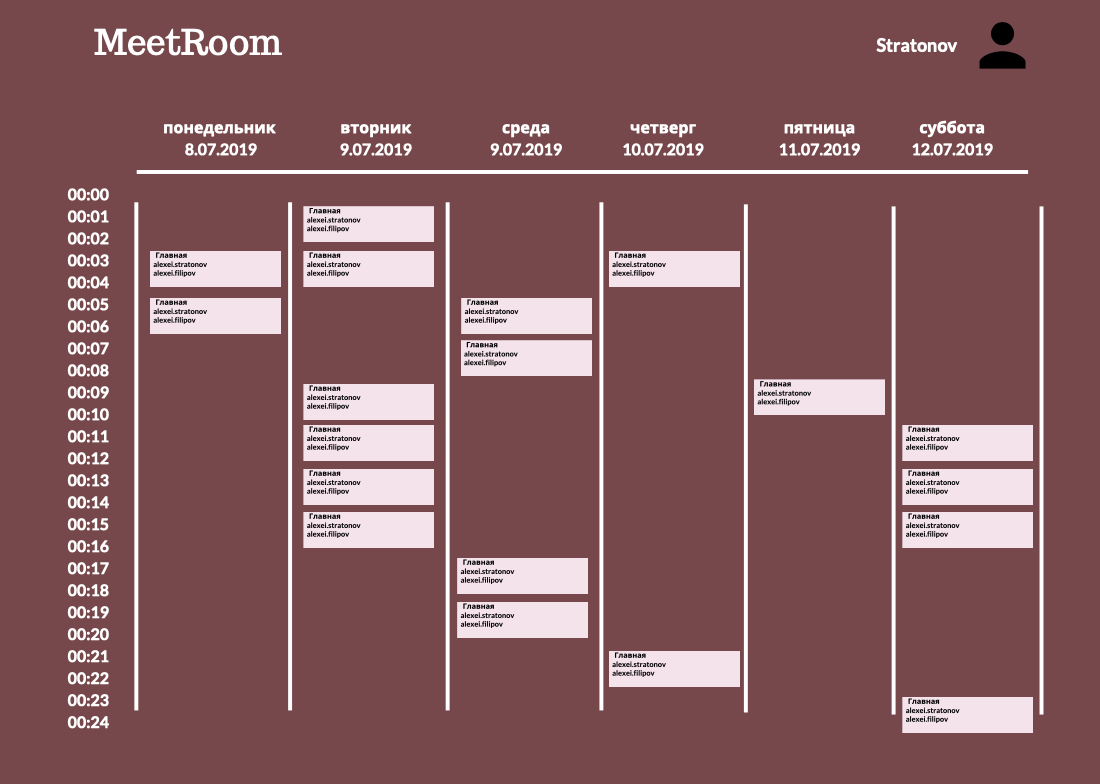 MeetRoom
Stratonov
понедельник
8.07.2019
вторник
9.07.2019
среда
9.07.2019
четверг
10.07.2019
пятница
11.07.2019
суббота
12.07.2019
00:00
00:01
00:02
00:03
00:04
00:05
00:06
00:07
00:08
00:09
00:10
00:11
00:12
00:13
00:14
00:15
00:16
00:17
00:18
00:19
00:20
00:21
00:22
00:23
00:24
Главная
alexei.stratonov
alexei.filipov
Главная
alexei.stratonov
alexei.filipov
Главная
alexei.stratonov
alexei.filipov
Главная
alexei.stratonov
alexei.filipov
Главная
alexei.stratonov
alexei.filipov
Главная
alexei.stratonov
alexei.filipov
Главная
alexei.stratonov
alexei.filipov
Главная
alexei.stratonov
alexei.filipov
Главная
alexei.stratonov
alexei.filipov
Главная
alexei.stratonov
alexei.filipov
Главная
alexei.stratonov
alexei.filipov
Главная
alexei.stratonov
alexei.filipov
Главная
alexei.stratonov
alexei.filipov
Главная
alexei.stratonov
alexei.filipov
Главная
alexei.stratonov
alexei.filipov
Главная
alexei.stratonov
alexei.filipov
Главная
alexei.stratonov
alexei.filipov
Главная
alexei.stratonov
alexei.filipov
Главная
alexei.stratonov
alexei.filipov